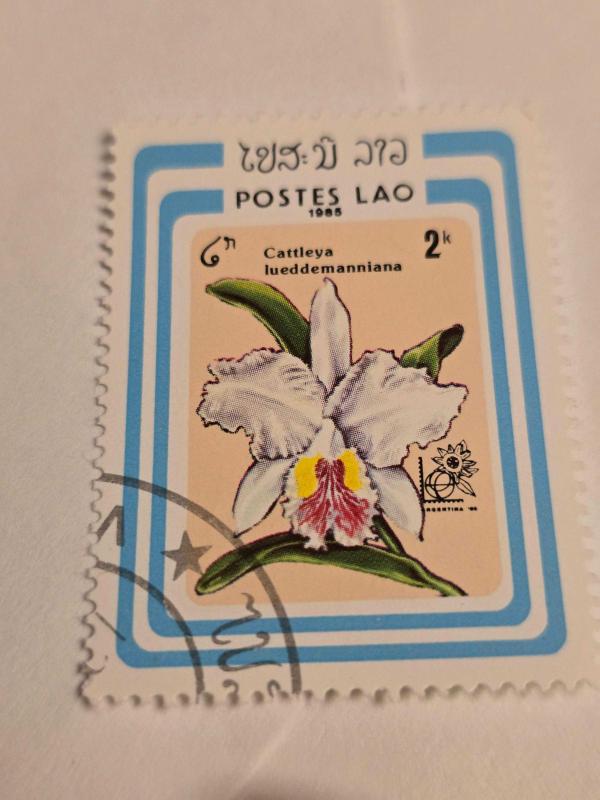 ໄປສະນີ ລາວ
POSTES LAO
1985
Cattleya
lueddemanniana
໒ກ
2k
ARGENTINA '85